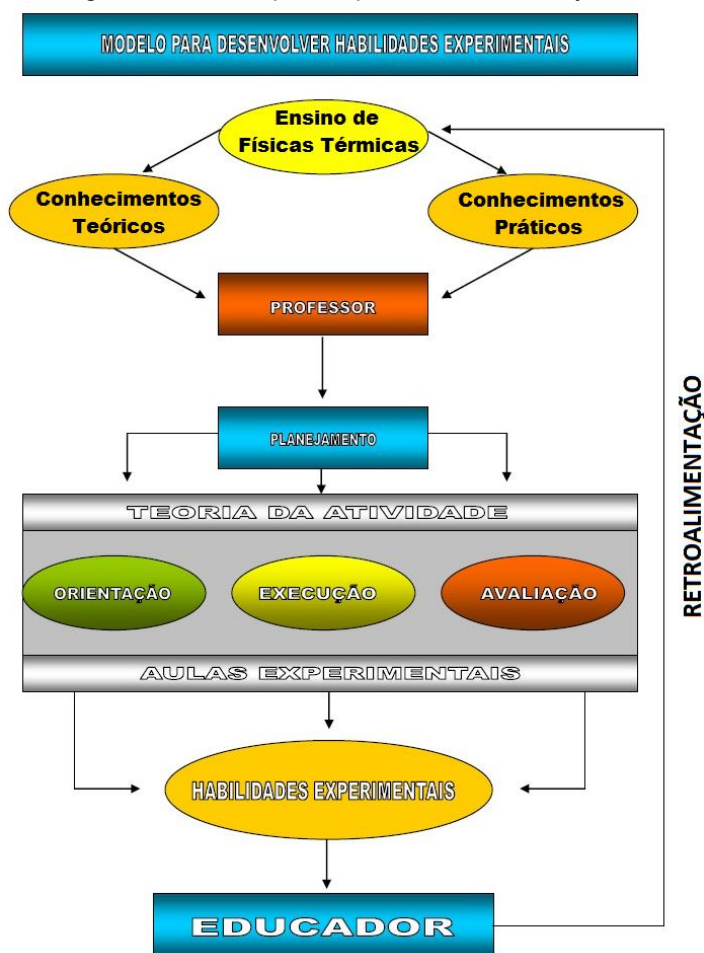 MODELO PARA DESENVOLVER HABILIDADES EXPERIMENTAIS
Ensino de
Físicas Térmicas
Conhecimentos
Teóricos
Conhecimentos
Práticos
PROFESSOR
PLANEJAMENTO
TEORIA DA ATIVIDADE
ORIENTAÇÃO
EXECUÇÃO
AVALIAÇÃO
AULAS EXPERIMENTAIS
HABILIDADES EXPERIMENTAIS
EDUCADOR
RETROALIMENTAÇÃO